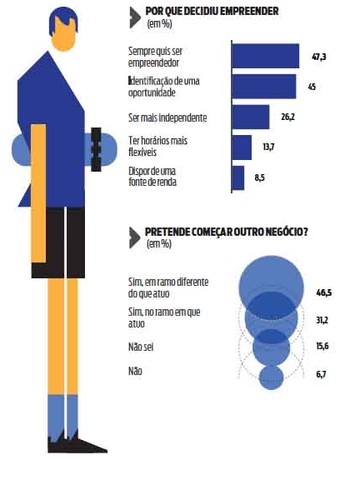 POR QUE DECIDIU EMPREENDER
(em %)
Sempre quis ser
empreendedor
47,3
Identificação de uma
oportunidade
45
Ser mais independente
26,2
Ter horários mais
flexíveis
13,7
Dispor de uma
fonte de renda
8,5
PRETENDE COMEÇAR OUTRO NEGÓCIO?
(em %)
Sim, em ramo diferente
do que atuo
46,5
Sim, no ramo em que
atuo
31,2
Não sei
15,6
Não
6,7